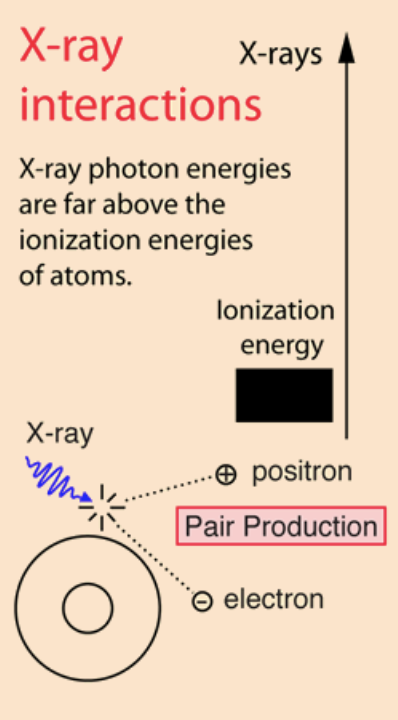 X-ray
interactions
X-rays
X-ray photon energies
are far above the
ionization energies
of atoms.
Ionization
energy
X-ray
⊕ positron
Pair Production
⊖ electron